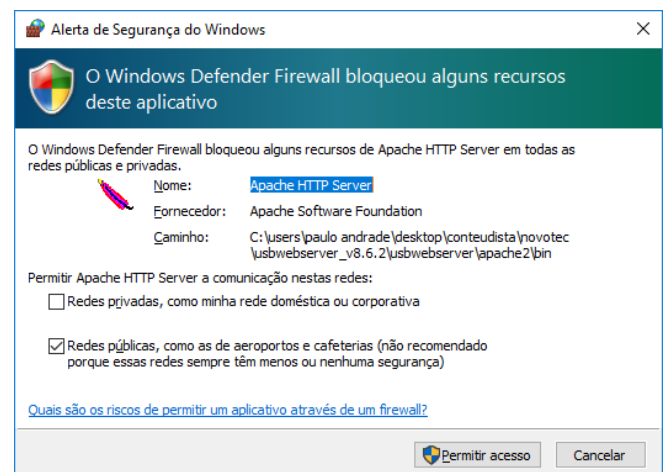 Alerta de Segurança do Windows
O Windows Defender Firewall bloqueou alguns recursos
deste aplicativo
O Windows Defender Firewall bloqueou alguns recursos de Apache HTTP Server em todas as
redes públicas e privadas.
Nome: Apache HTTP Server
Fornecedor: Apache Software Foundation
Caminho: C:\users\paulo andrade\desktop\conteudista\novotec
\usbwebserver_v8.6.2\usbwebserver\apache2\bin
Permitir Apache HTTP Server a comunicação nestas redes:
Redes privadas, como minha rede doméstica ou corporativa
Redes públicas, como as de aeroportos e cafeterias (não recomendado
porque essas redes sempre têm menos ou nenhuma segurança)
Quais são os riscos de permitir um aplicativo através de um firewall?
Permitir acesso Cancelar